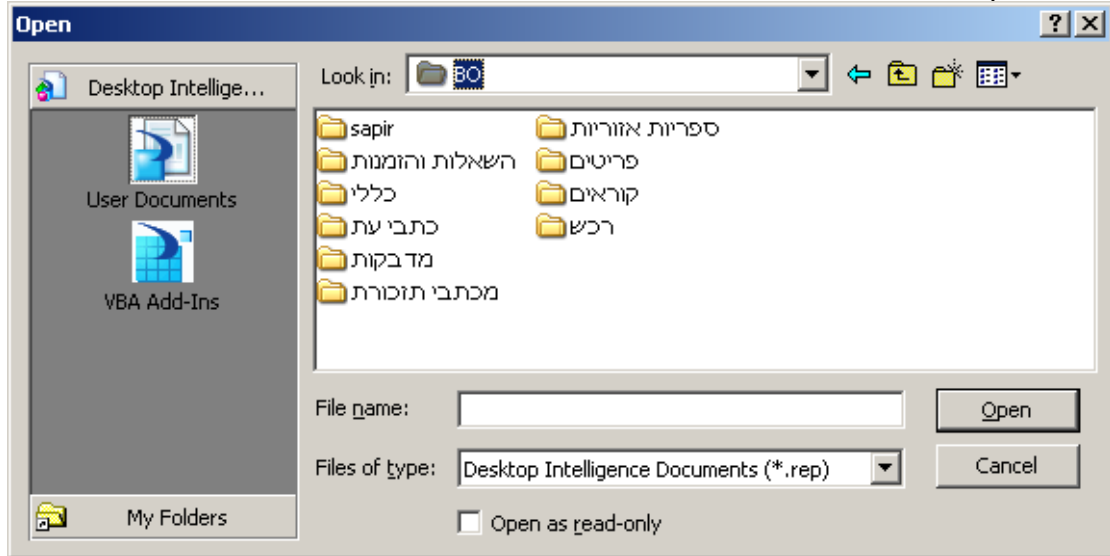 Open
Desktop Intellige...
User Documents
VBA Add-Ins
My Folders
Look in: BO
sapir
השאלות והזמנות
כללי
כתבי עת
מדבקות
מכתבי תזכורת
ספריות אזוריות
פריטים
קוראים
רכש
File name:
Open
Files of type: Desktop Intelligence Documents (*.rep)
Cancel
Open as read-only